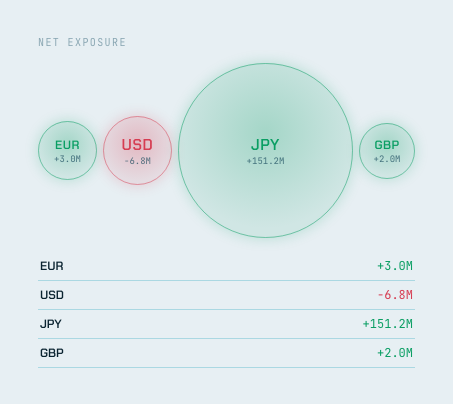 NET EXPOSURE
EUR USD JPY GBP
+3.0M -6.8M +151.2M +2.0M
EUR +3.0M
USD -6.8M
JPY +151.2M
GBP +2.0M